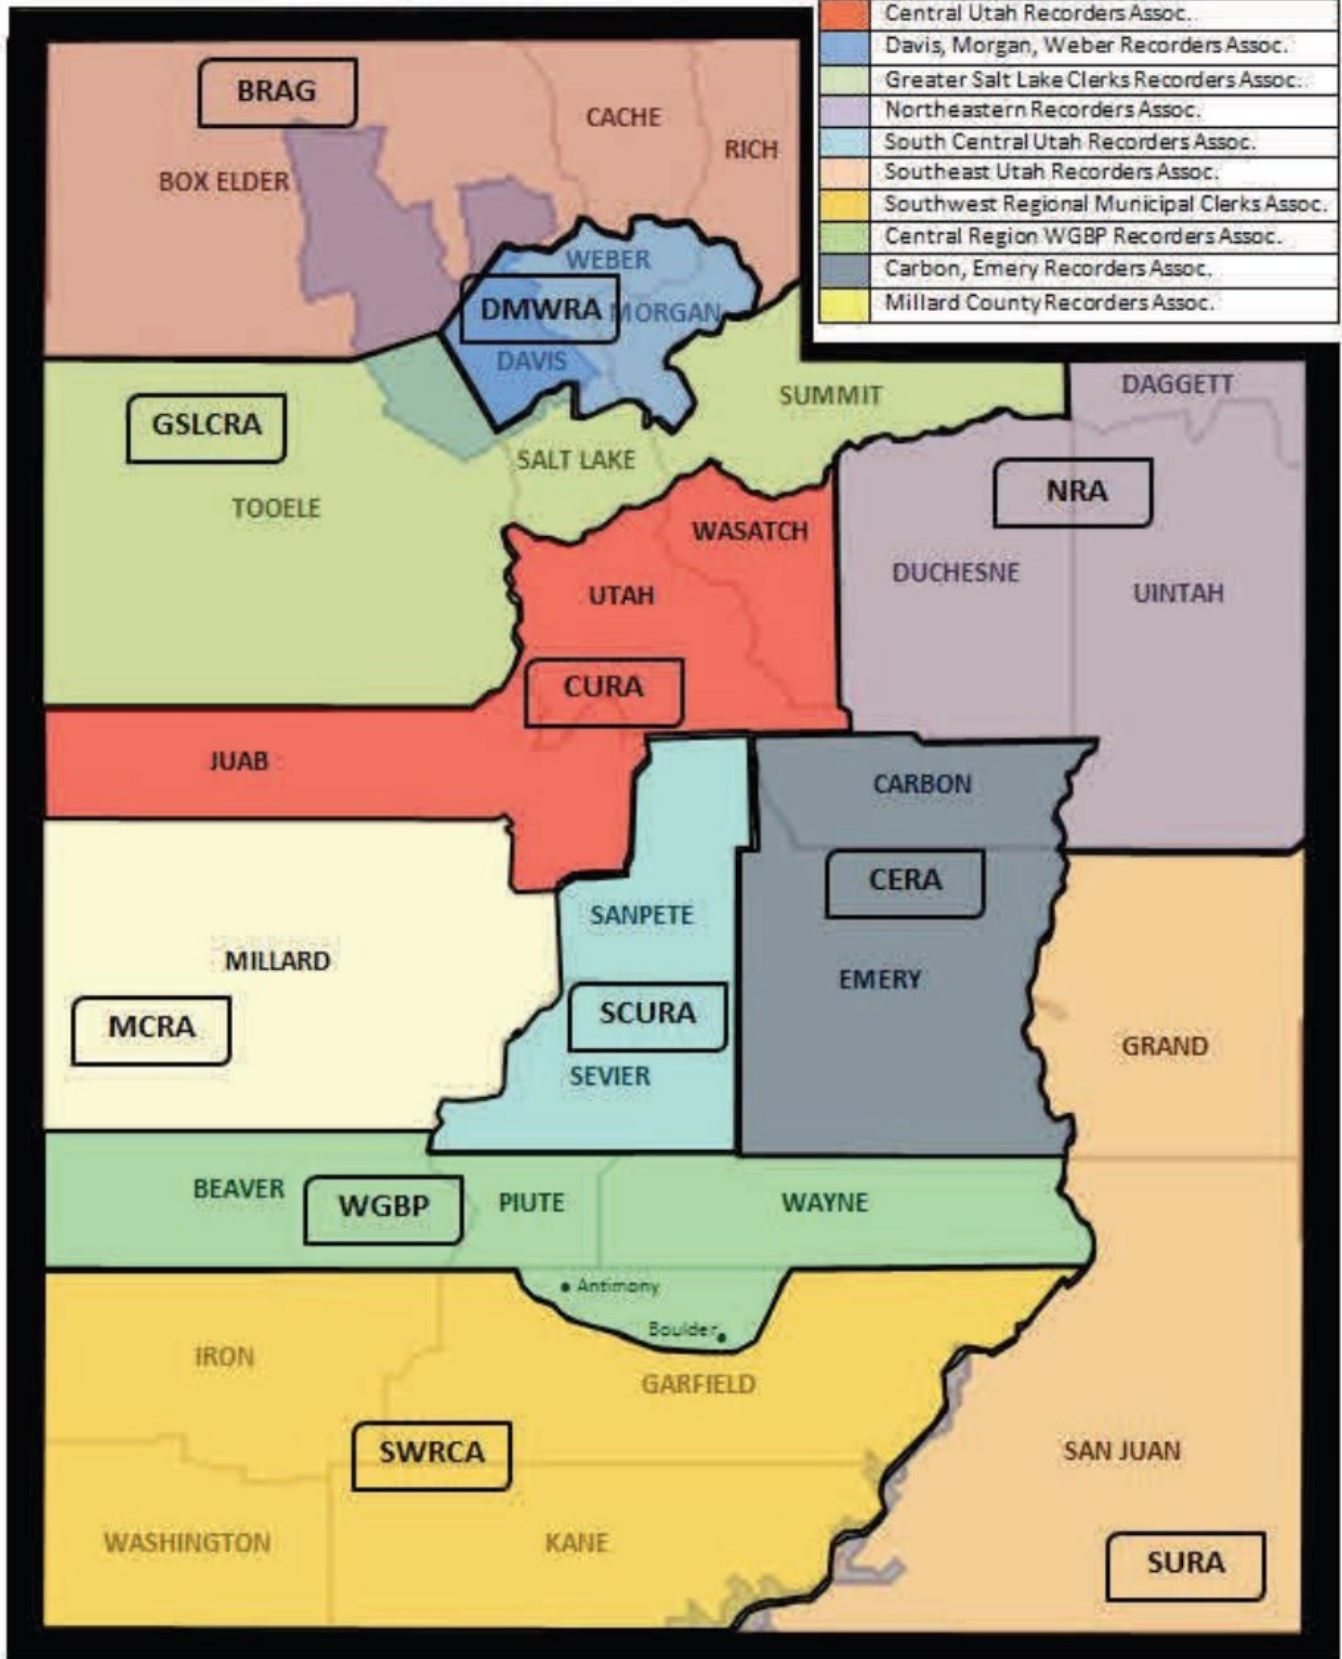 Central Utah Recorders Assoc.
Davis, Morgan, Weber Recorders Assoc.
Greater Salt Lake Clerks Recorders Assoc.
Northeastern Recorders Assoc.
South Central Utah Recorders Assoc.
Southeast Utah Recorders Assoc.
Southwest Regional Municipal Clerks Assoc.
Central Region WGBP Recorders Assoc.
Carbon, Emery Recorders Assoc.
Millard County Recorders Assoc.
BRAG
CACHE
RICH
BOX ELDER
WEBER
DMWRA
MORGAN
DAVIS
DAGGETT
SUMMIT
GSLCRA
SALT LAKE
NRA
TOOELE
WASATCH
DUCHESNE
UTAH
UINTAH
CURA
JUAB
CARBON
CERA
SANPETE
MILLARD
EMERY
MCRA
SCURA
GRAND
SEVIER
BEAVER
WGBP
PIUTE
WAYNE
Antimony
Boulder
IRON
GARFIELD
SWRCA
SAN JUAN
WASHINGTON
KANE
SURA